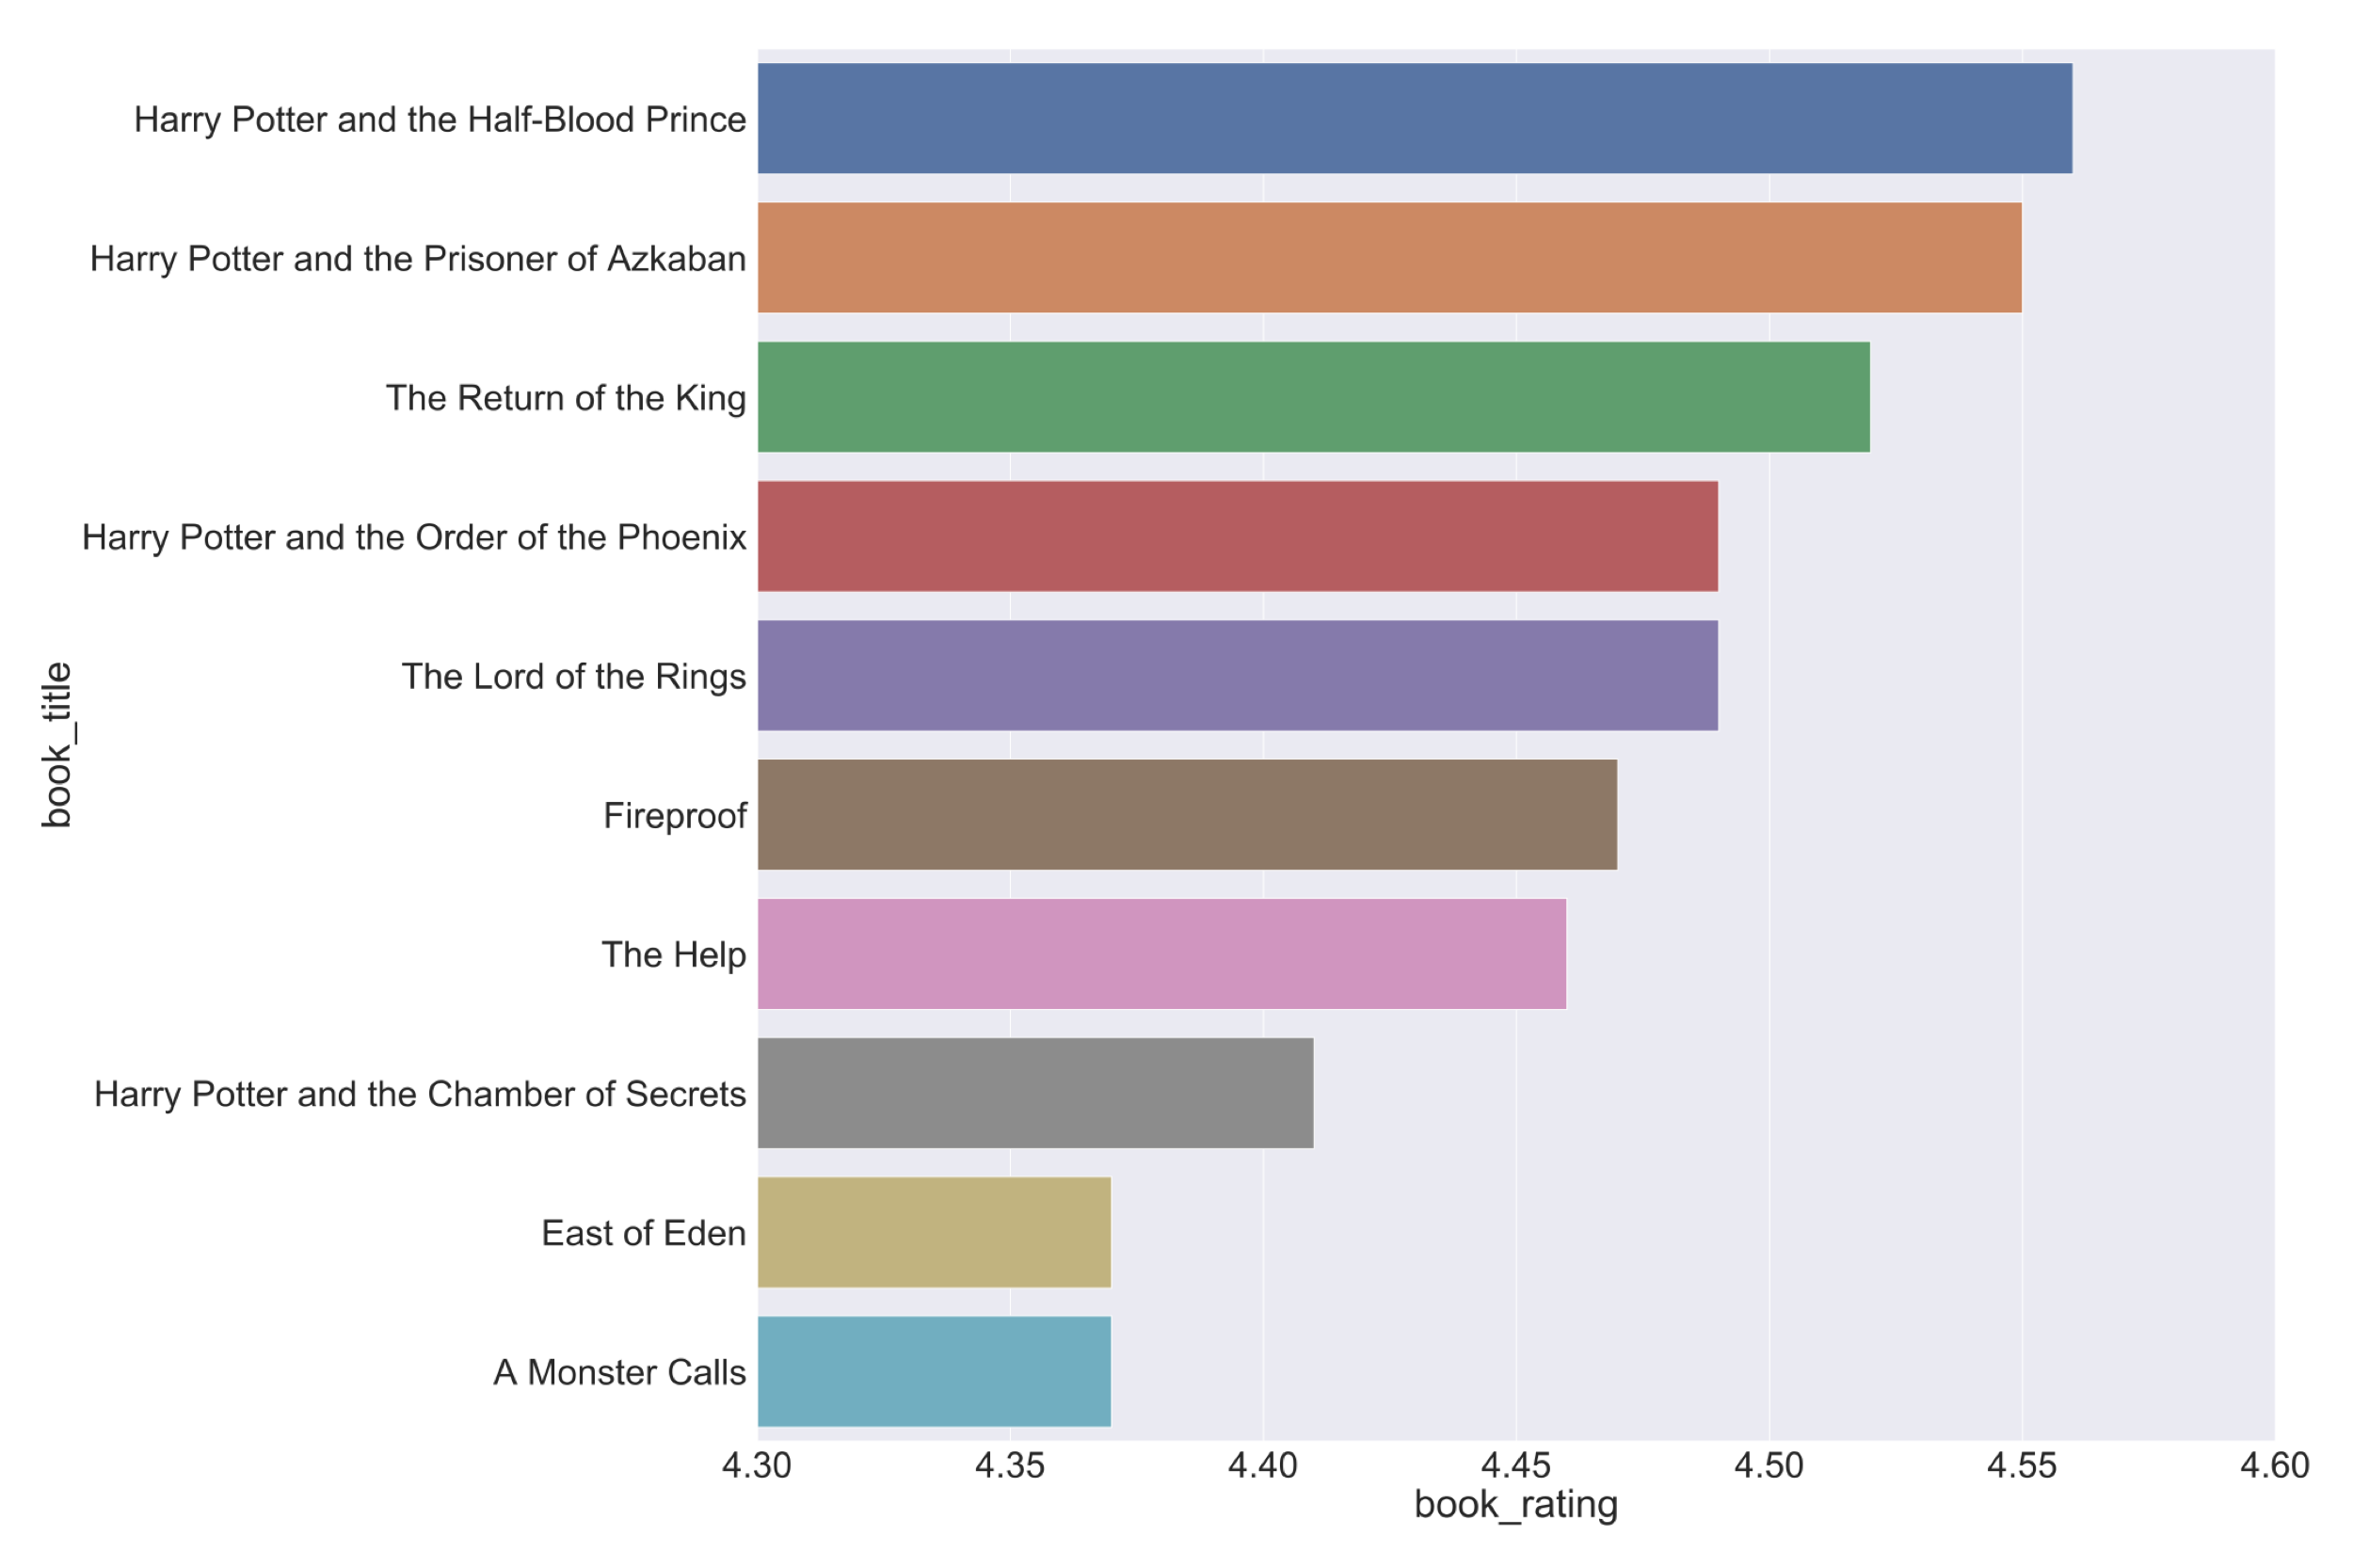 Harry Potter and the Half-Blood Prince
Harry Potter and the Prisoner of Azkaban
The Return of the King
Harry Potter and the Order of the Phoenix
The Lord of the Rings
book_title
Fireproof
The Help
Harry Potter and the Chamber of Secrets
East of Eden
A Monster Calls
4.30 4.35 4.40 4.45 4.50 4.55 4.60
book_rating